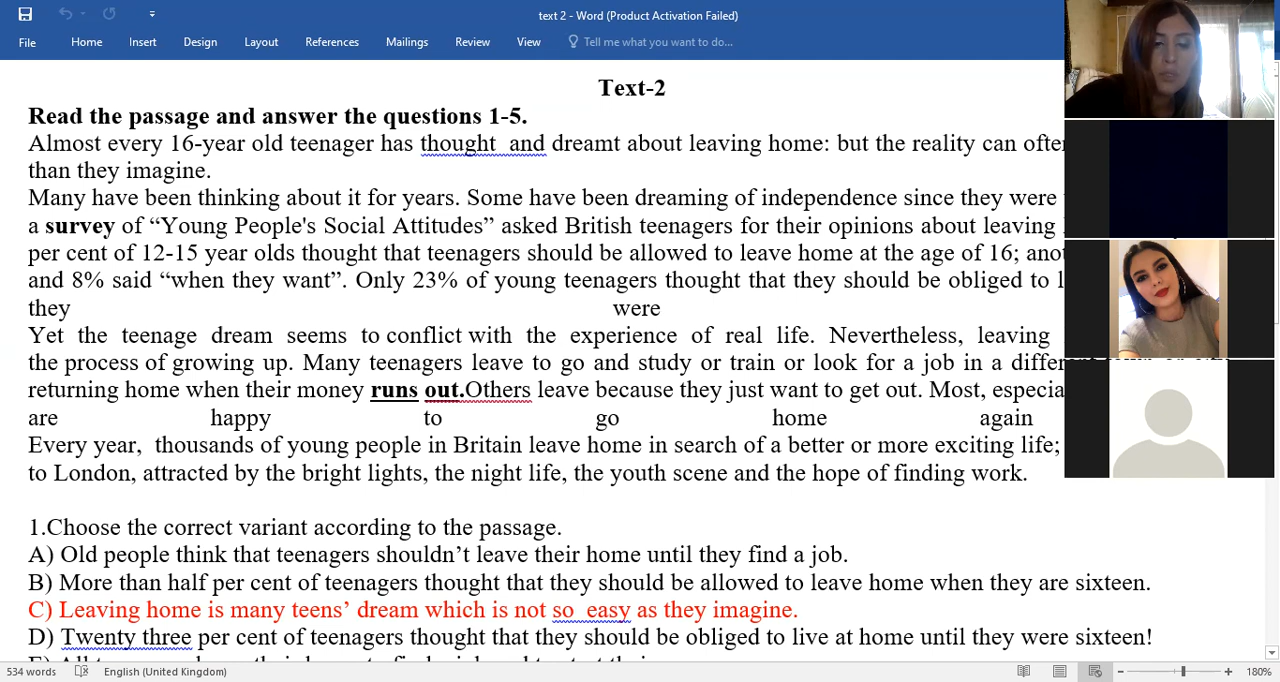 text 2 - Word (Product Activation Failed)
File Home Insert Design Layout References Mailings Review View Tell me what you want to do...
Text-2
Read the passage and answer the questions 1-5.
Almost every 16-year old teenager has thought and dreamt about leaving home: but the reality can
than they imagine.
Many have been thinking about it for years. Some have been dreaming of independence since they were
a survey of “Young People's Social Attitudes” asked British teenagers for their opinions about leaving
per cent of 12-15 year olds thought that teenagers should be allowed to leave home at the age of 16;
and 8% said “when they want”. Only 23% of young teenagers thought that they should be obliged to
they were
Yet the teenage dream seems to conflict with the experience of real life. Nevertheless, leaving
the process of growing up. Many teenagers leave to go and study or train or look for a job in a
returning home when their money runs out.Others leave because they just want to get out. Most,
are happy to go home again
Every year, thousands of young people in Britain leave home in search of a better or more exciting life;
to London, attracted by the bright lights, the night life, the youth scene and the hope of finding work.
1.Choose the correct variant according to the passage.
A) Old people think that teenagers shouldn’t leave their home until they find a job.
B) More than half per cent of teenagers thought that they should be allowed to leave home when they are sixteen.
C) Leaving home is many teens’ dream which is not so easy as they imagine.
D) Twenty three per cent of teenagers thought that they should be obliged to live at home until they were sixteen!
534 words English (United Kingdom) 180%